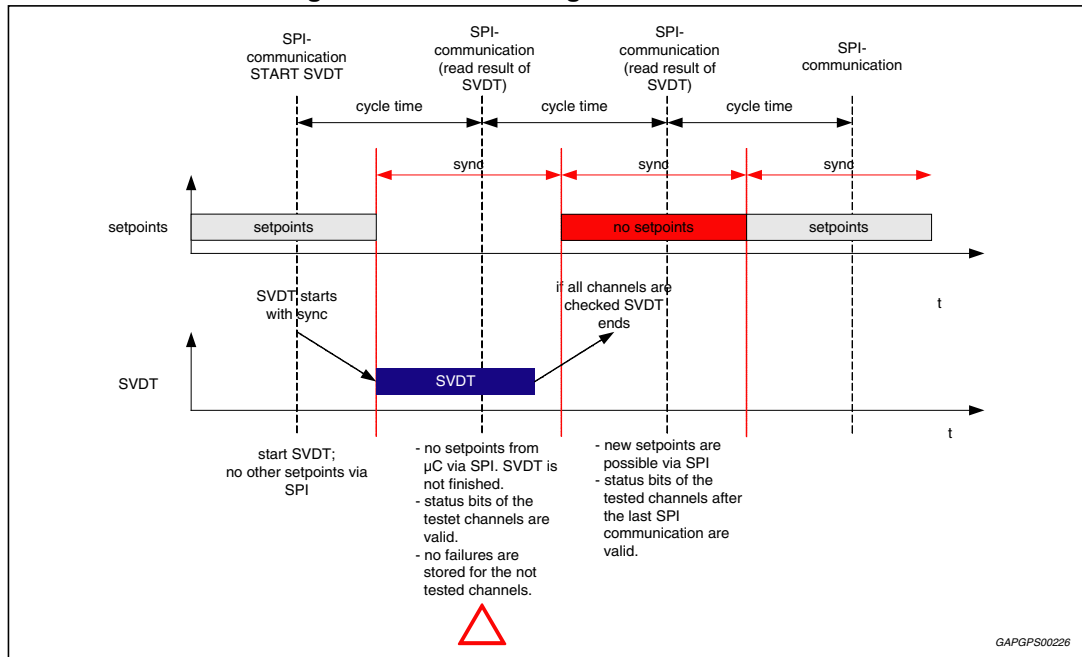 SPI-
communication
START SVDT
SPI-
communication
(read result of
SVDT)
SPI-
communication
(read result of
SVDT)
SPI-
communication
cycle time
cycle time
cycle time
sync
sync
sync
setpoints
setpoints
no setpoints
setpoints
t
SVDT starts
with sync
if all channels are
checked SVDT
ends
SVDT
SVDT
t
start SVDT;
no other setpoints via
SPI
- no setpoints from
µC via SPI. SVDT is
not finished.
- status bits of the
testet channels are
valid.
- no failures are
stored for the not
tested channels.
- new setpoints are
possible via SPI
- status bits of the
tested channels after
the last SPI
communication are
valid.
GAPGPS00226